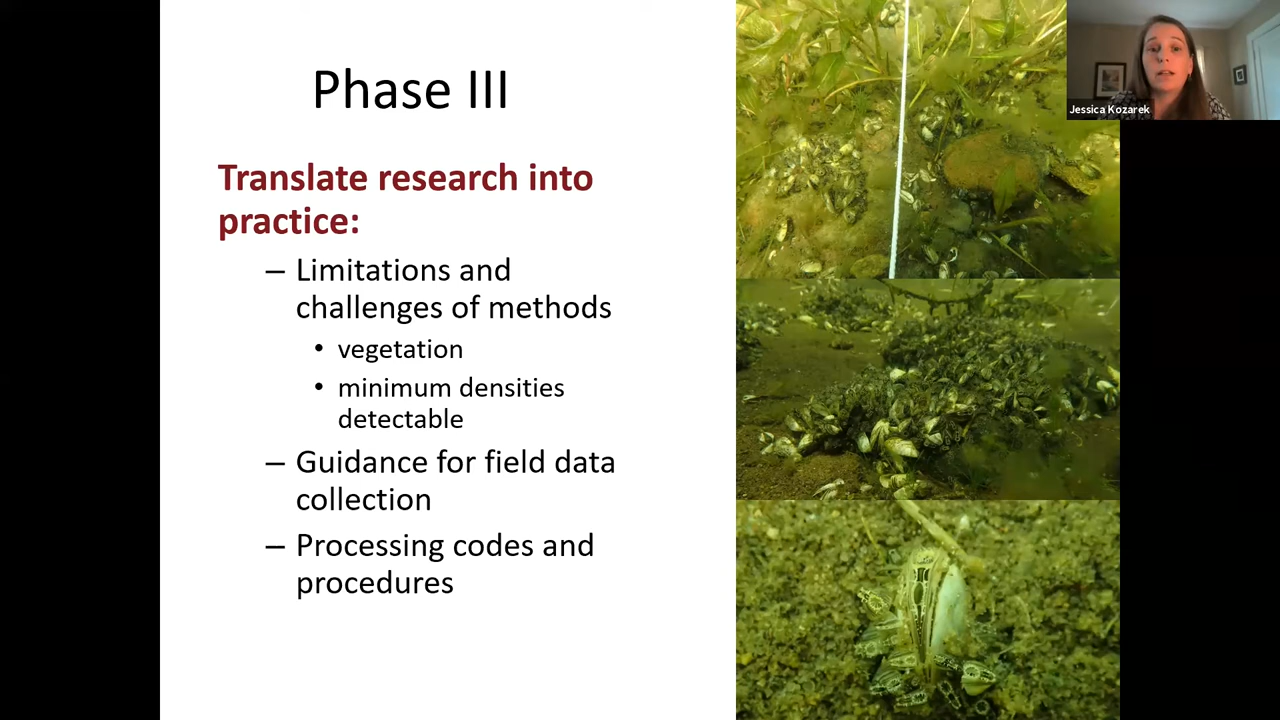 Phase III
Translate research into
practice:
– Limitations and
challenges of methods
• vegetation
• minimum densities
detectable
– Guidance for field data
collection
– Processing codes and
procedures
Jessica Kozarek